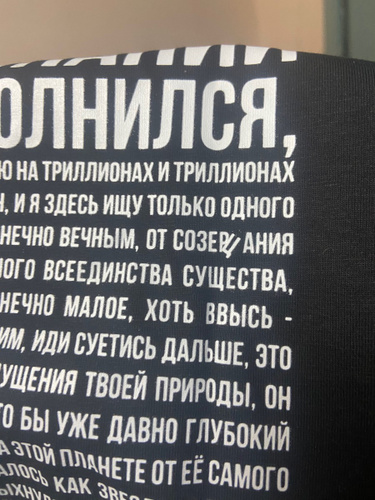 ОЛНИЛСЯ,
Ю НА ТРИЛЛИОНАХ И ТРИЛЛИОНАХ
, И Я ЗДЕСЬ ИЩУ ТОЛЬКО ОДНОГО
НЕЧНО ВЕЧНЫМ, ОТ СОЗЕРЦАНИЯ
НОГО ВСЕЕДИНСТВА СУЩЕСТВА,
НЕЧНО МАЛОЕ, ХОТЬ ВВЫСЬ -
ИМ, ИДИ СУЕТИСЬ ДАЛЬШЕ, ЭТО
УЩЕНИЯ ТВОЕЙ ПРИРОДЫ, ОН
ТО БЫ УЖЕ ДАВНО ГЛУБОКИЙ
А ЭТОЙ ПЛАНЕТЕ ОТ ЕЁ САМОГО
АЛОСЬ КАК